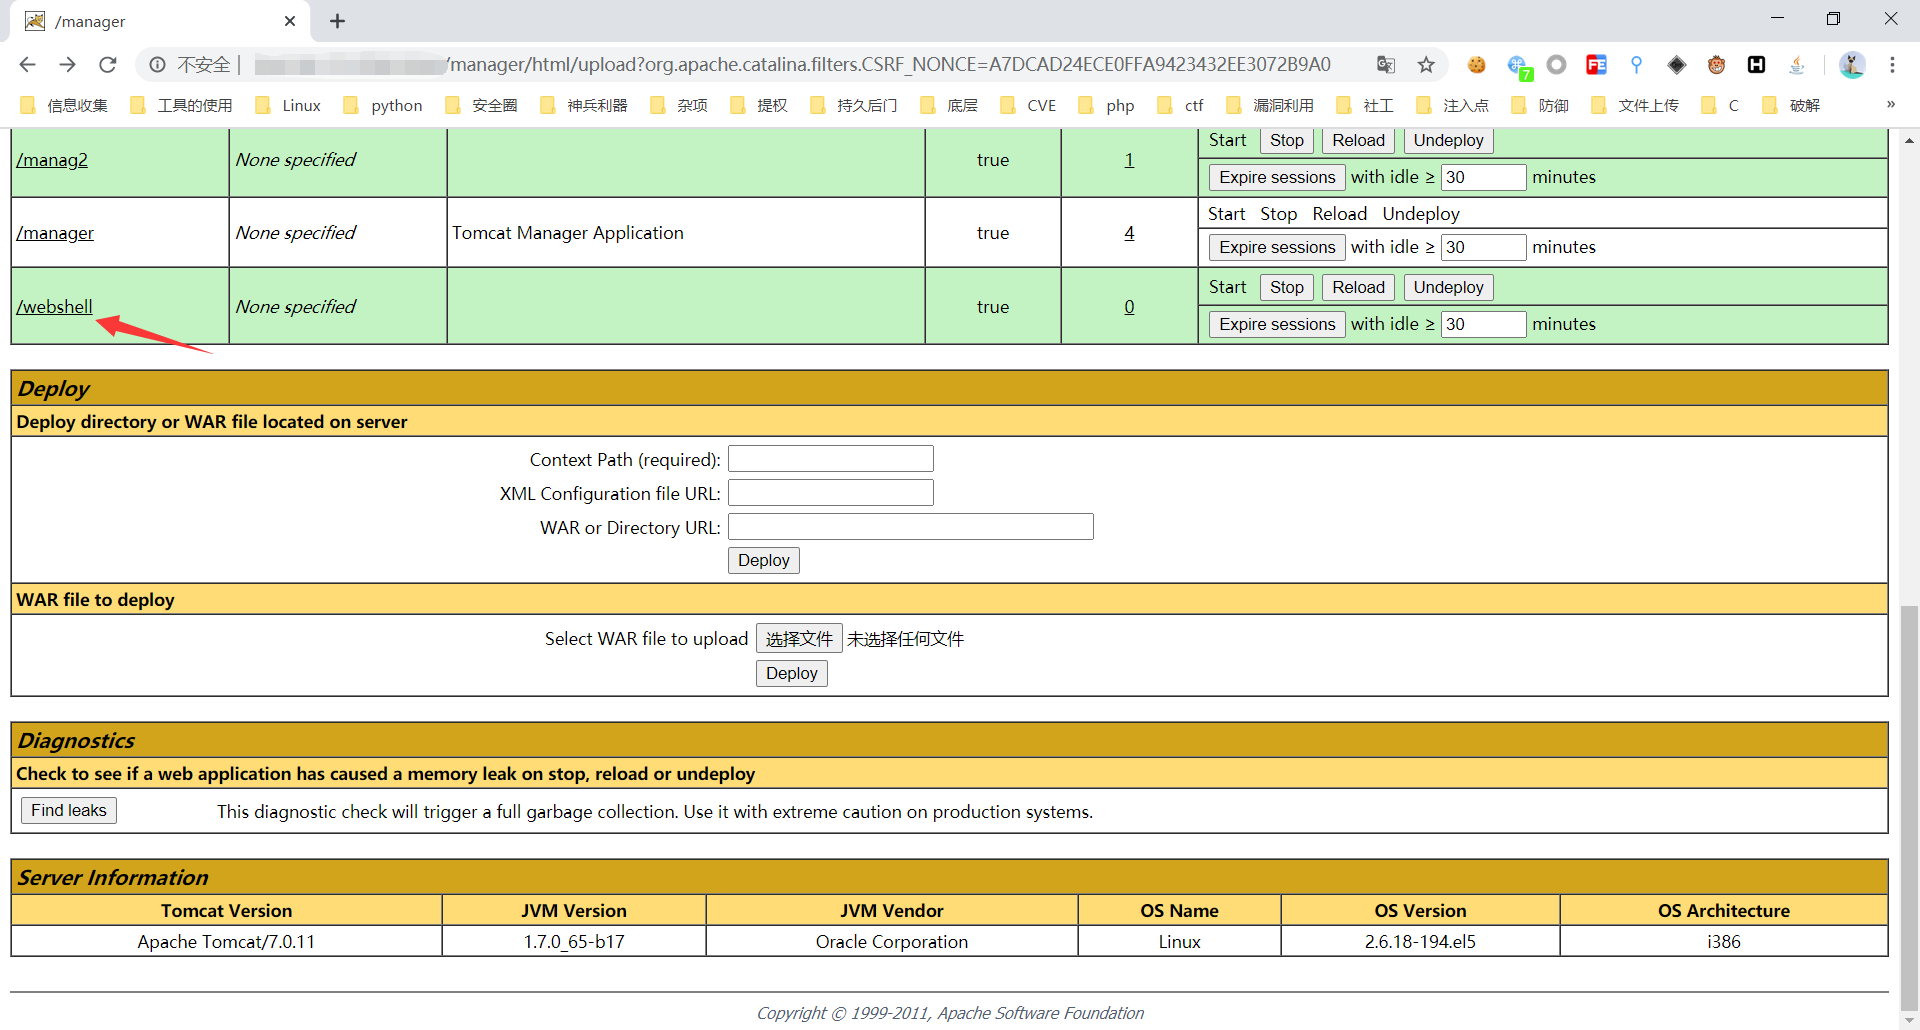 /manager
不安全 | /manager/html/upload?org.apache.catalina.filters.CSRF_NONCE=A7DCAD24ECE0FFA9423432EE3072B9A0
7
信息收集 工具的使用 Linux python 安全圈 神兵利器 杂项 提权 持久后门 底层 CVE php ctf 漏洞利用 社工 注入点 防御 文件上传 C 破解 »
/manag2 None specified true 1 Start Stop Reload Undeploy
Expire sessions with idle ≥ 30 minutes
/manager None specified Tomcat Manager Application true 4 Start Stop Reload Undeploy
Expire sessions with idle ≥ 30 minutes
/webshell None specified true 0 Start Stop Reload Undeploy
Expire sessions with idle ≥ 30 minutes
Deploy
Deploy directory or WAR file located on server
Context Path (required):
XML Configuration file URL:
WAR or Directory URL:
Deploy
WAR file to deploy
Select WAR file to upload 选择文件 未选择任何文件
Deploy
Diagnostics
Check to see if a web application has caused a memory leak on stop, reload or undeploy
Find leaks This diagnostic check will trigger a full garbage collection. Use it with extreme caution on production systems.
Server Information
Tomcat Version JVM Version JVM Vendor OS Name OS Version OS Architecture
Apache Tomcat/7.0.11 1.7.0_65-b17 Oracle Corporation Linux 2.6.18-194.el5 i386
Copyright © 1999-2011, Apache Software Foundation